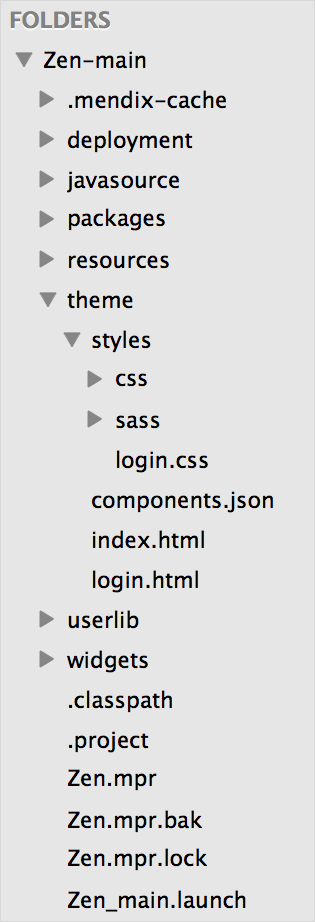 FOLDERS
Zen-main
.mendix-cache
deployment
javasource
packages
resources
theme
styles
css
sass
login.css
components.json
index.html
login.html
userlib
widgets
.classpath
.project
Zen.mpr
Zen.mpr.bak
Zen.mpr.lock
Zen_main.launch